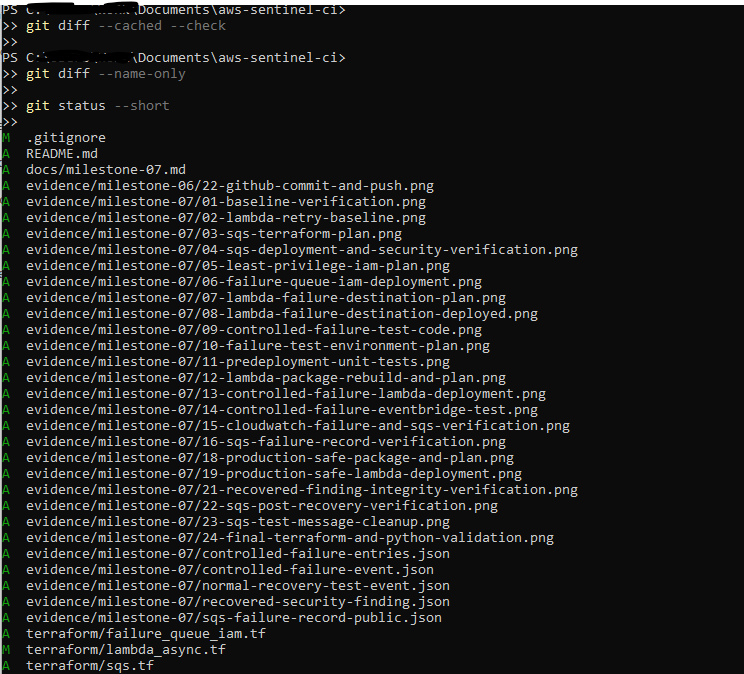 PS C:\Documents\aws-sentinel-ci>
>> git diff --cached --check
>>
PS C:\Documents\aws-sentinel-ci>
>> git diff --name-only
>>
>> git status --short
>>
M  .gitignore
A  README.md
A  docs/milestone-07.md
A  evidence/milestone-06/22-github-commit-and-push.png
A  evidence/milestone-07/01-baseline-verification.png
A  evidence/milestone-07/02-lambda-retry-baseline.png
A  evidence/milestone-07/03-sqs-terraform-plan.png
A  evidence/milestone-07/04-sqs-deployment-and-security-verification.png
A  evidence/milestone-07/05-least-privilege-iam-plan.png
A  evidence/milestone-07/06-failure-queue-iam-deployment.png
A  evidence/milestone-07/07-lambda-failure-destination-plan.png
A  evidence/milestone-07/08-lambda-failure-destination-deployed.png
A  evidence/milestone-07/09-controlled-failure-test-code.png
A  evidence/milestone-07/10-failure-test-environment-plan.png
A  evidence/milestone-07/11-predeployment-unit-tests.png
A  evidence/milestone-07/12-lambda-package-rebuild-and-plan.png
A  evidence/milestone-07/13-controlled-failure-lambda-deployment.png
A  evidence/milestone-07/14-controlled-failure-eventbridge-test.png
A  evidence/milestone-07/15-cloudwatch-failure-and-sqs-verification.png
A  evidence/milestone-07/16-sqs-failure-record-verification.png
A  evidence/milestone-07/18-production-safe-package-and-plan.png
A  evidence/milestone-07/19-production-safe-lambda-deployment.png
A  evidence/milestone-07/21-recovered-finding-integrity-verification.png
A  evidence/milestone-07/22-sqs-post-recovery-verification.png
A  evidence/milestone-07/23-sqs-test-message-cleanup.png
A  evidence/milestone-07/24-final-terraform-and-python-validation.png
A  evidence/milestone-07/controlled-failure-entries.json
A  evidence/milestone-07/controlled-failure-event.json
A  evidence/milestone-07/normal-recovery-test-event.json
A  evidence/milestone-07/recovered-security-finding.json
A  evidence/milestone-07/sqs-failure-record-public.json
A  terraform/failure_queue_iam.tf
M  terraform/lambda_async.tf
A  terraform/sqs.tf